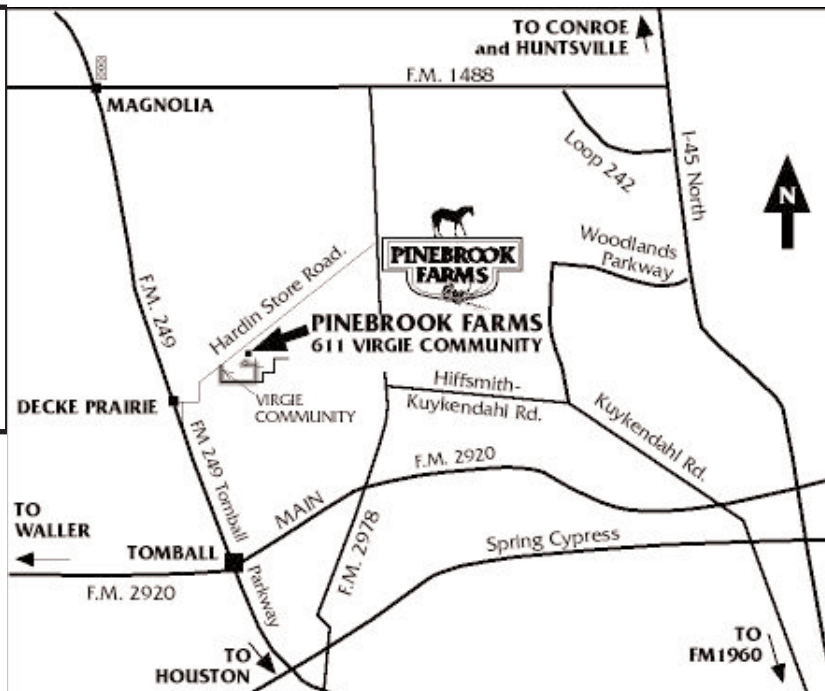 TO CONROE
and HUNTSVILLE
F.M. 1488
MAGNOLIA
Loop 242
I-45 North
N
Woodlands
Parkway
PINEBROOK
FARMS
Hardin Store Road.
F.M. 249
PINEBROOK FARMS
611 VIRGIE COMMUNITY
DECKE PRAIRIE
VIRGIE
COMMUNITY
Hiffsmith-
Kuykendahl Rd.
Kuykendahl Rd.
FM 249 Tomball
Parkway
F.M. 2920
MAIN
TO
WALLER
TOMBALL
F.M. 2978
Spring Cypress
F.M. 2920
TO
HOUSTON
TO
FM1960